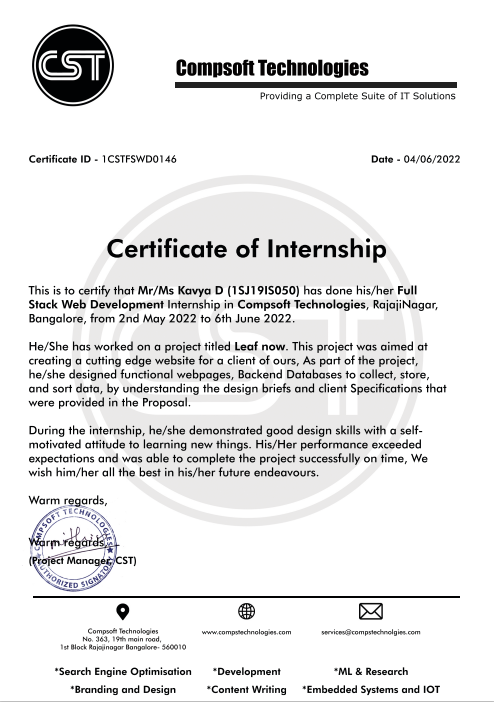 CST
Compsoft Technologies
Providing a Complete Suite of IT Solutions
Certificate ID - 1CSTFSWD0146
Date - 04/06/2022
Certificate of Internship
This is to certify that Mr/Ms Kavya D (1SJ19IS050) has done his/her Full
Stack Web Development Internship in Compsoft Technologies, RajajiNagar,
Bangalore, from 2nd May 2022 to 6th June 2022.
He/She has worked on a project titled Leaf now. This project was aimed at
creating a cutting edge website for a client of ours, As part of the project,
he/she designed functional webpages, Backend Databases to collect, store,
and sort data, by understanding the design briefs and client Specifications that
were provided in the Proposal.
During the internship, he/she demonstrated good design skills with a self-
motivated attitude to learning new things. His/Her performance exceeded
expectations and was able to complete the project successfully on time, We
wish him/her all the best in his/her future endeavours.
Warm regards,
COMPSOFT TECHNOLOGIES
Warm regards,
(Project Manager, CST)
AUTHORIZED SIGNATORY
Compsoft Technologies
No. 363, 19th main road,
1st Block Rajajinagar Bangalore- 560010
www.compstechnologies.com
services@compstechnolgies.com
*Search Engine Optimisation
*Development
*ML & Research
*Branding and Design
*Content Writing
*Embedded Systems and IOT